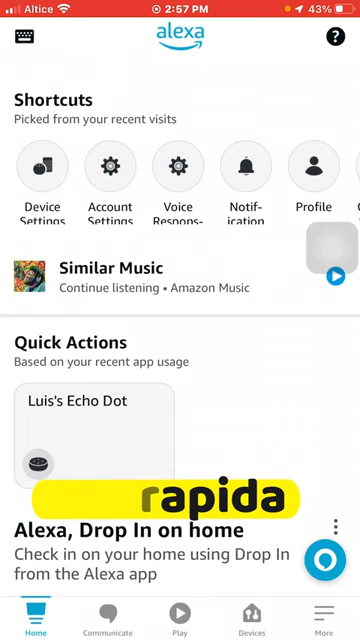 Altice 2:57 PM 43%
alexa
?
Shortcuts
Picked from your recent visits
Device Settings
Account Settings
Voice Respons-
Notif-ication
Profile
Similar Music
Continue listening • Amazon Music
Quick Actions
Based on your recent app usage
Luis's Echo Dot
rapida
Alexa, Drop In on home
Check in on your home using Drop In
from the Alexa app
Home Communicate Play Devices More